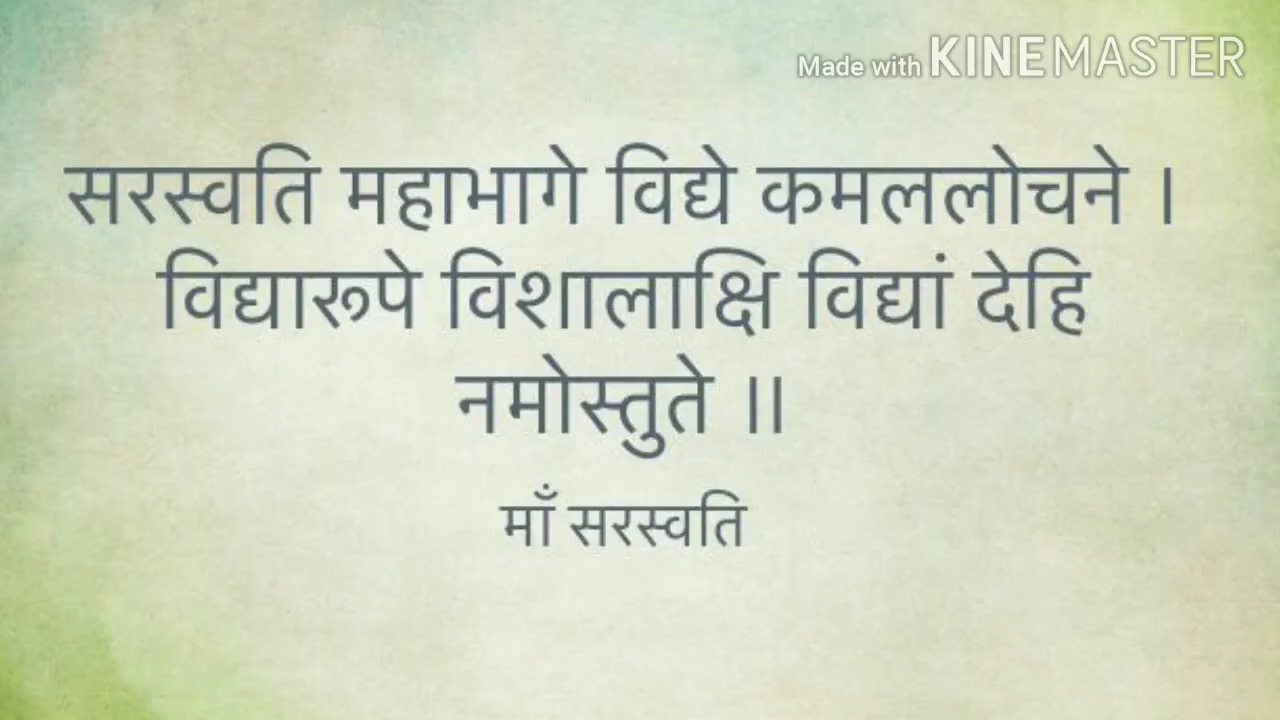 Made with KINEMASTER
सरस्वति महाभागे विद्ये कमललोचने ।
विद्यारूपे विशालाक्षि विद्यां देहि
नमोस्तुते ॥
माँ सरस्वति